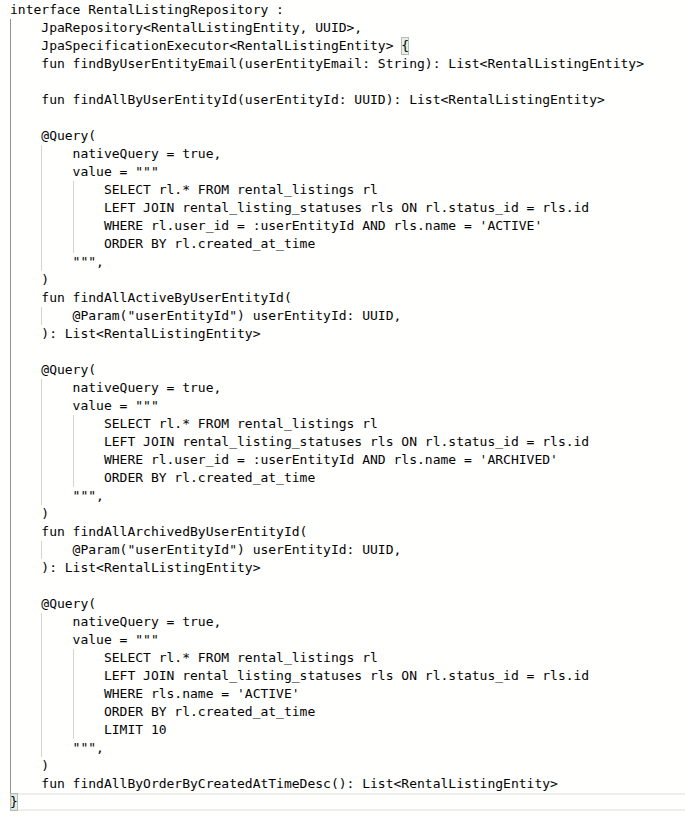 interface RentalListingRepository :
    JpaRepository<RentalListingEntity, UUID>,
    JpaSpecificationExecutor<RentalListingEntity> {
    fun findByUserEntityEmail(userEntityEmail: String): List<RentalListingEntity>

    fun findAllByUserEntityId(userEntityId: UUID): List<RentalListingEntity>

    @Query(
        nativeQuery = true,
        value = """
            SELECT rl.* FROM rental_listings rl
            LEFT JOIN rental_listing_statuses rls ON rl.status_id = rls.id
            WHERE rl.user_id = :userEntityId AND rls.name = 'ACTIVE'
            ORDER BY rl.created_at_time
        """,
    )
    fun findAllActiveByUserEntityId(
        @Param("userEntityId") userEntityId: UUID,
    ): List<RentalListingEntity>

    @Query(
        nativeQuery = true,
        value = """
            SELECT rl.* FROM rental_listings rl
            LEFT JOIN rental_listing_statuses rls ON rl.status_id = rls.id
            WHERE rl.user_id = :userEntityId AND rls.name = 'ARCHIVED'
            ORDER BY rl.created_at_time
        """,
    )
    fun findAllArchivedByUserEntityId(
        @Param("userEntityId") userEntityId: UUID,
    ): List<RentalListingEntity>

    @Query(
        nativeQuery = true,
        value = """
            SELECT rl.* FROM rental_listings rl
            LEFT JOIN rental_listing_statuses rls ON rl.status_id = rls.id
            WHERE rls.name = 'ACTIVE'
            ORDER BY rl.created_at_time
            LIMIT 10
        """,
    )
    fun findAllByOrderByCreatedAtTimeDesc(): List<RentalListingEntity>
}